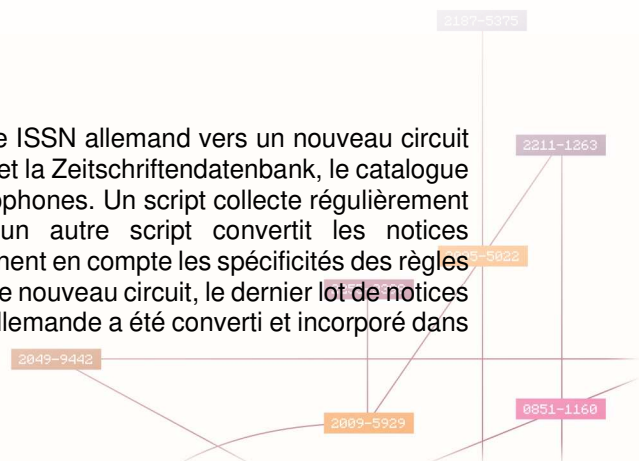 2187-5375
e ISSN allemand vers un nouveau circuit
2211-1263
et la Zeitschriftendatenbank, le catalogue
ophones. Un script collecte régulièrement
un autre script convertit les notices
nent en compte les spécificités des règles
5-5022
e nouveau circuit, le dernier lot de notices
llemande a été converti et incorporé dans
2049-9442
0851-1160
2009-5929